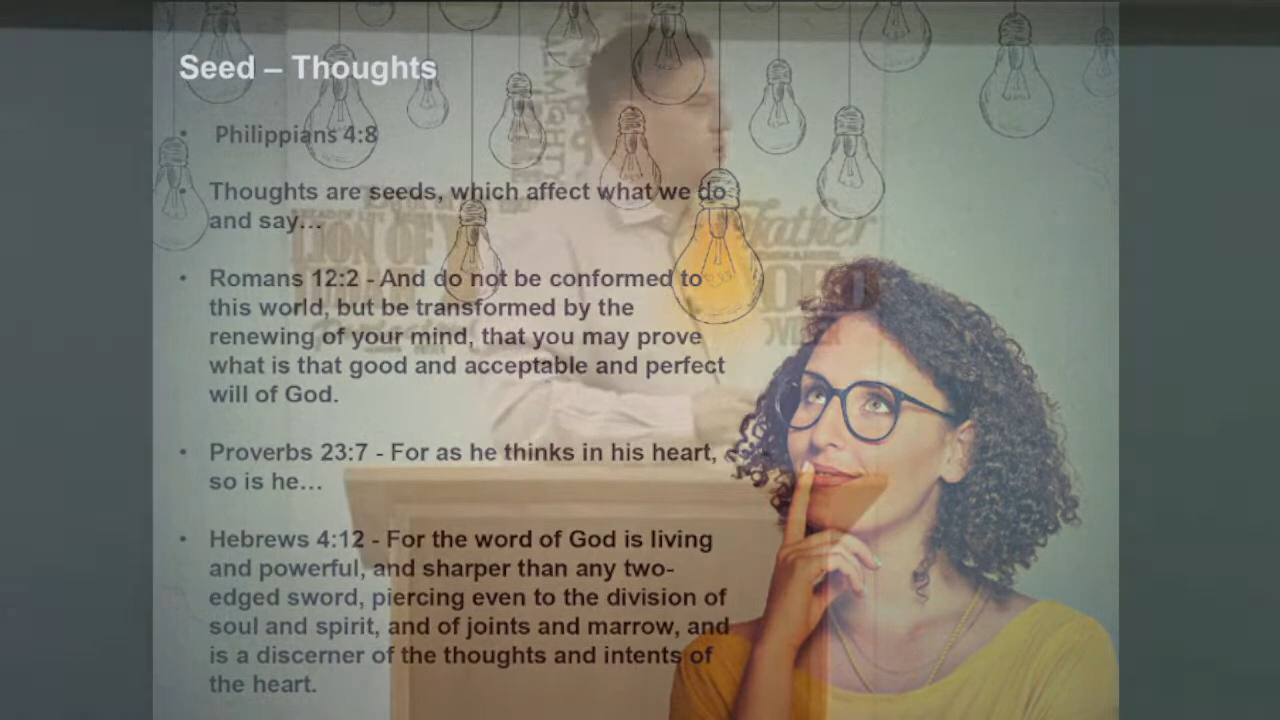 Seed – Thoughts
• Philippians 4:8
• Thoughts are seeds, which affect what we do
and say…
• Romans 12:2 - And do not be conformed to
this world, but be transformed by the
renewing of your mind, that you may prove
what is that good and acceptable and perfect
will of God.
• Proverbs 23:7 - For as he thinks in his heart,
so is he…
• Hebrews 4:12 - For the word of God is living
and powerful, and sharper than any two-
edged sword, piercing even to the division of
soul and spirit, and of joints and marrow, and
is a discerner of the thoughts and intents of
the heart.
ALMIGHTY
LION OF
Father